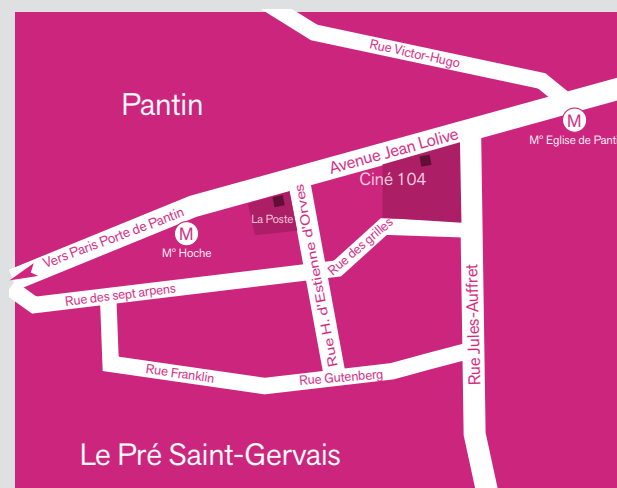 Rue Victor-Hugo
Pantin
M
M° Eglise de Panti
Avenue Jean Lolive
Ciné 104
La Poste
Rue H. d'Estienne d'Orves
Vers Paris Porte de Pantin
M
M° Hoche
Rue des grilles
Rue des sept arpens
Rue Jules-Auffret
Rue Franklin
Rue Gutenberg
Le Pré Saint-Gervais